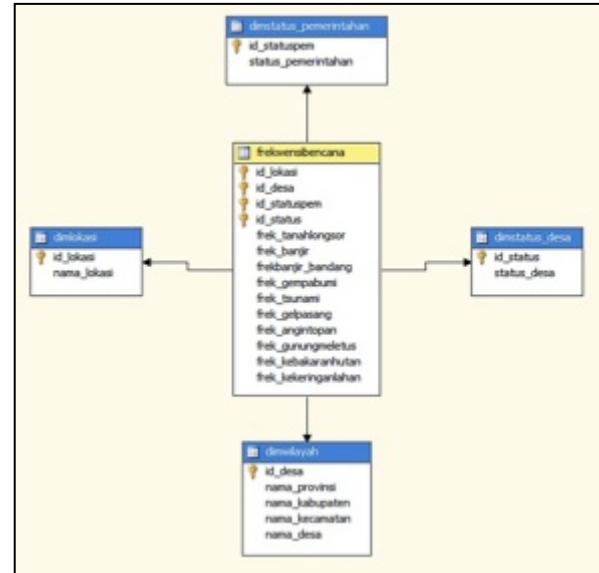 dimstatus_pemerintahan
id_statuspem
status_pemerintahan
frekwensibencana
id_lokasi
id_desa
id_statuspem
id_status
frek_tanahlongsor
frek_banjir
frekbanjir_bandang
frek_gempabumi
frek_tsunami
frek_gelpasang
frek_angintopan
frek_gunungmeletus
frek_kebakaranhutan
frek_kekeringanlahan
dimlokasi
id_lokasi
nama_lokasi
dimstatus_desa
id_status
status_desa
dimwilayah
id_desa
nama_provinsi
nama_kabupaten
nama_kecamatan
nama_desa